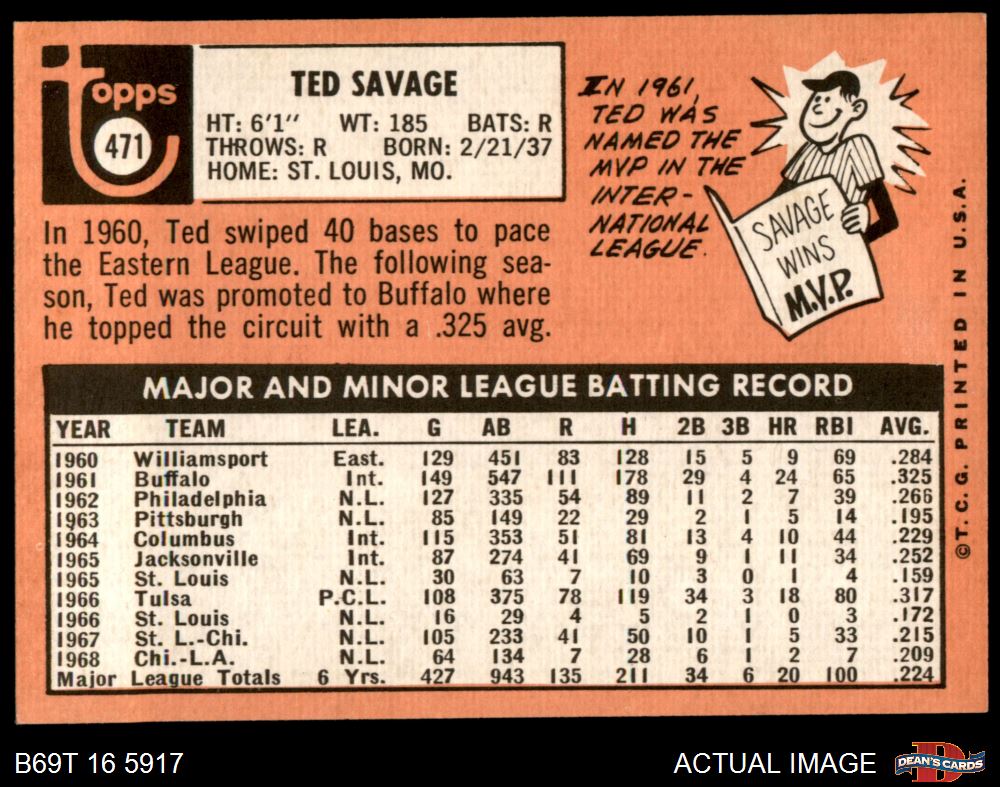 topps
471
TED SAVAGE
HT: 6'1" WT: 185 BATS: R
THROWS: R BORN: 2/21/37
HOME: ST. LOUIS, MO.
In 1960, Ted swiped 40 bases to pace
the Eastern League. The following sea-
son, Ted was promoted to Buffalo where
he topped the circuit with a .325 avg.
IN 1961,
TED WAS
NAMED THE
MVP IN THE
INTER-
NATIONAL
LEAGUE.
SAVAGE
WINS
M.V.P.
MAJOR AND MINOR LEAGUE BATTING RECORD
YEAR TEAM LEA. G AB R H 2B 3B HR RBI AVG.
1960 Williamsport East. 129 451 83 128 15 5 9 69 .284
1961 Buffalo Int. 149 547 111 178 29 4 24 65 .325
1962 Philadelphia N.L. 127 335 54 89 11 2 7 39 .266
1963 Pittsburgh N.L. 85 149 22 29 2 1 5 14 .195
1964 Columbus Int. 115 353 51 81 13 4 10 44 .229
1965 Jacksonville Int. 87 274 41 69 9 1 11 34 .252
1965 St. Louis N.L. 30 63 7 10 3 0 1 4 .159
1966 Tulsa P.C.L. 108 375 78 119 34 3 18 80 .317
1966 St. Louis N.L. 16 29 4 5 2 1 0 3 .172
1967 St. L.-Chi. N.L. 105 233 41 50 10 1 5 33 .215
1968 Chi.-L.A. N.L. 64 134 7 28 6 1 2 7 .209
Major League Totals 6 Yrs. 427 943 135 211 34 6 20 100 .224
©T.C.G. PRINTED IN U.S.A.
B69T 16 5917
ACTUAL IMAGE
DEAN'S CARDS